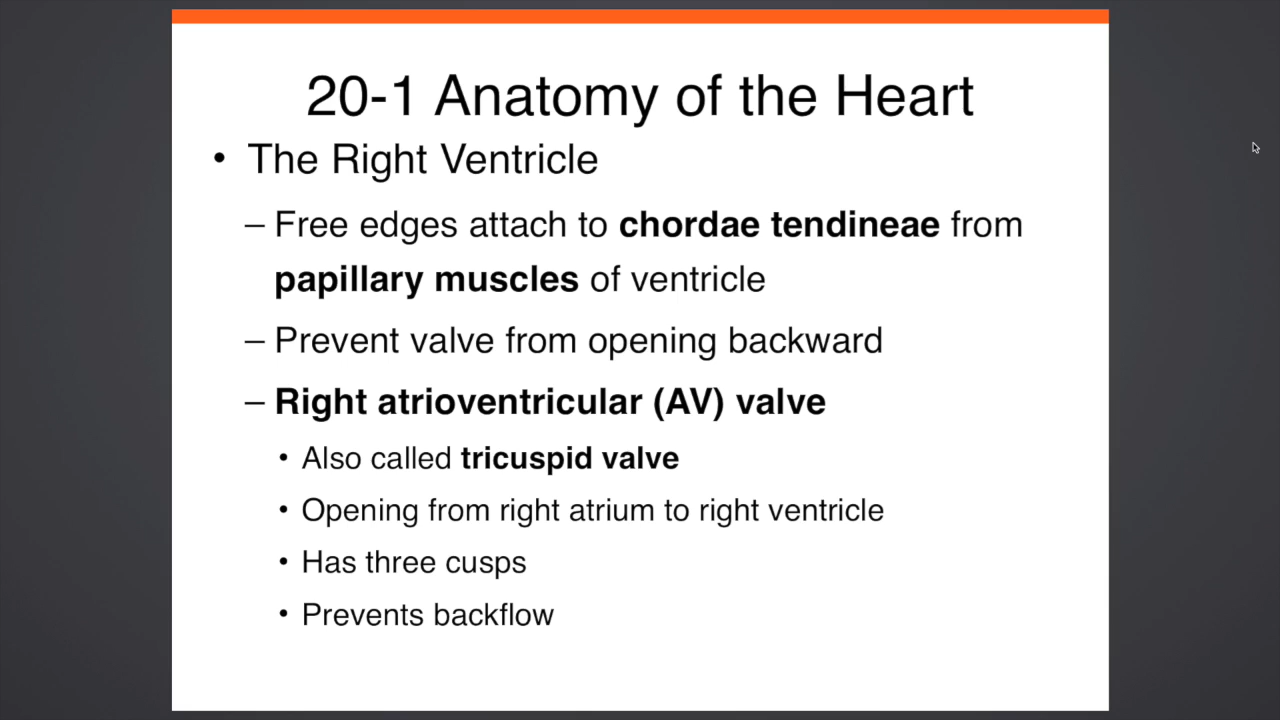 20-1 Anatomy of the Heart
• The Right Ventricle
– Free edges attach to chordae tendineae from
papillary muscles of ventricle
– Prevent valve from opening backward
– Right atrioventricular (AV) valve
• Also called tricuspid valve
• Opening from right atrium to right ventricle
• Has three cusps
• Prevents backflow